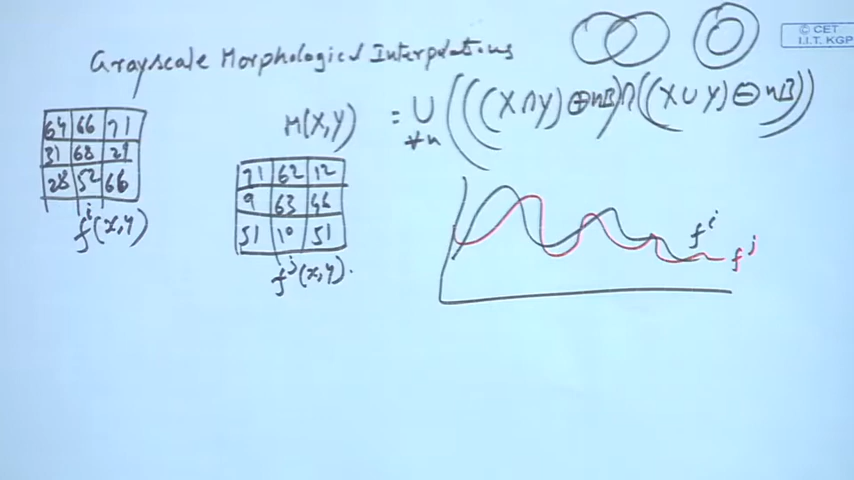 © CET
I.I.T. KGP
Grayscale Morphological Interpolations
M(X,Y) = ∪ ∀n (((X∩Y)⊕nB)∩((X∪Y)⊖nB))
64 66 71
31 68 29
28 52 66
f^i(x,y)
71 62 12
9 63 46
51 10 51
f^j(x,y).
f^i
f^j